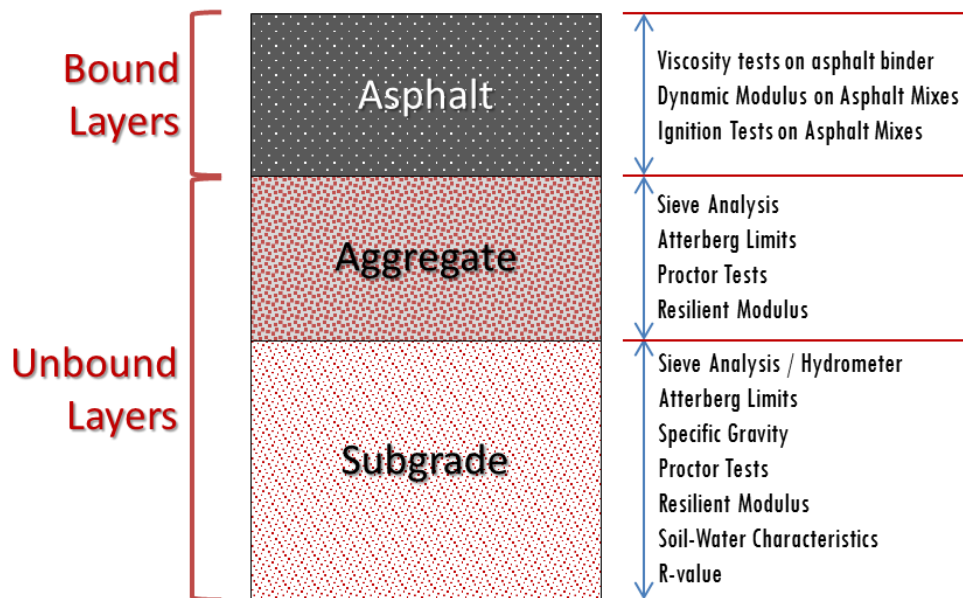 Bound
Layers
Asphalt
Viscosity tests on asphalt binder
Dynamic Modulus on Asphalt Mixes
Ignition Tests on Asphalt Mixes
Unbound
Layers
Aggregate
Sieve Analysis
Atterberg Limits
Proctor Tests
Resilient Modulus
Subgrade
Sieve Analysis / Hydrometer
Atterberg Limits
Specific Gravity
Proctor Tests
Resilient Modulus
Soil-Water Characteristics
R-value